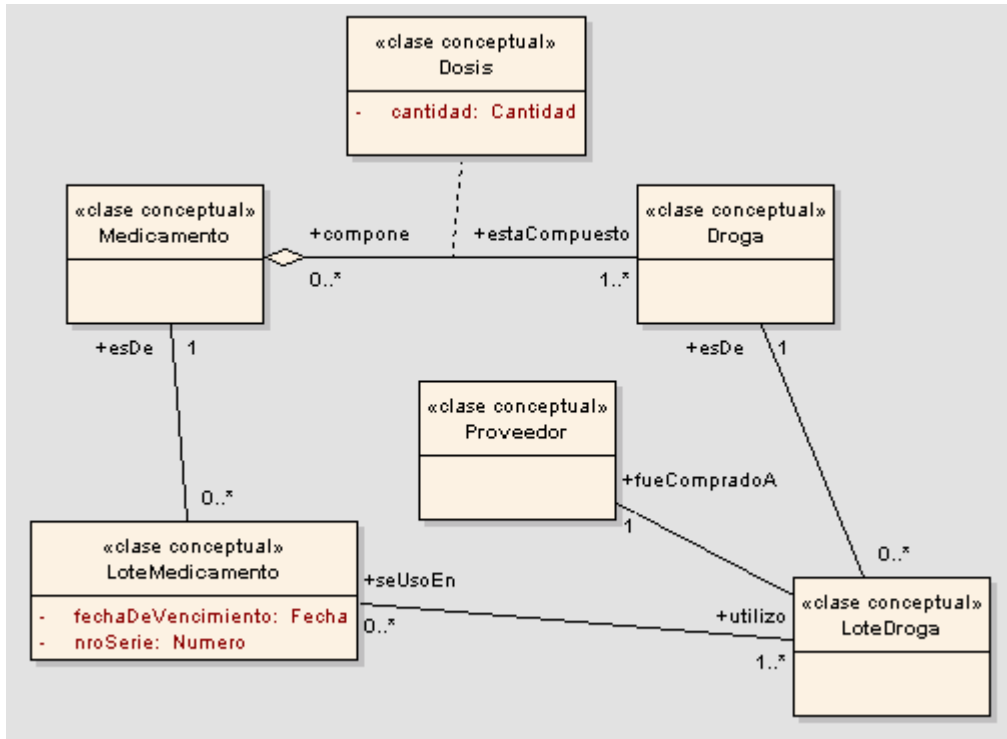 «clase conceptual»
Dosis
- cantidad: Cantidad
«clase conceptual»
Medicamento
+compone
0..*
+estaCompuesto
1..*
«clase conceptual»
Droga
+esDe
1
+esDe
1
«clase conceptual»
Proveedor
+fueCompradoA
1
0..*
0..*
«clase conceptual»
LoteMedicamento
- fechaDeVencimiento: Fecha
- nroSerie: Numero
+seUsoEn
0..*
+utilizo
1..*
«clase conceptual»
LoteDroga